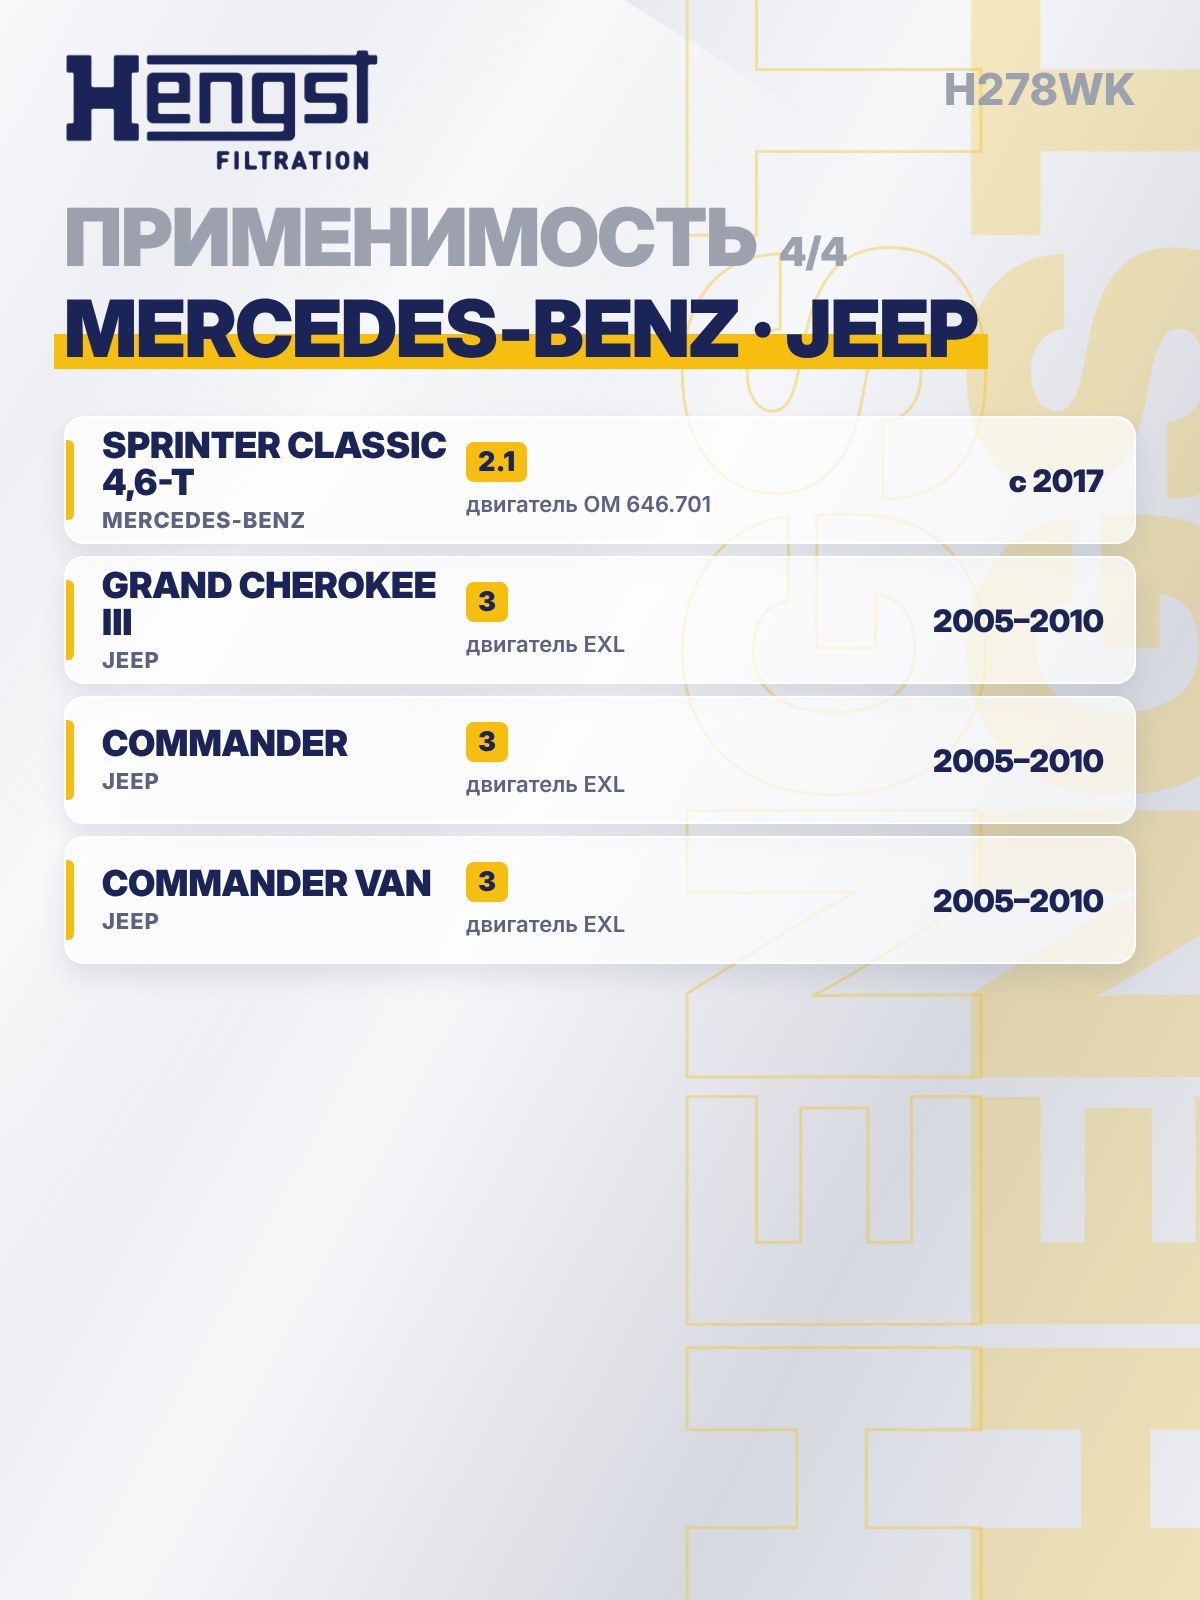 Hengst
FILTRATION
H278WK
ПРИМЕНИМОСТЬ 4/4
MERCEDES-BENZ · JEEP
SPRINTER CLASSIC
4,6-T
MERCEDES-BENZ
2.1
двигатель OM 646.701
с 2017
GRAND CHEROKEE
III
JEEP
3
двигатель EXL
2005–2010
COMMANDER
JEEP
3
двигатель EXL
2005–2010
COMMANDER VAN
JEEP
3
двигатель EXL
2005–2010
HENGST
HENGST